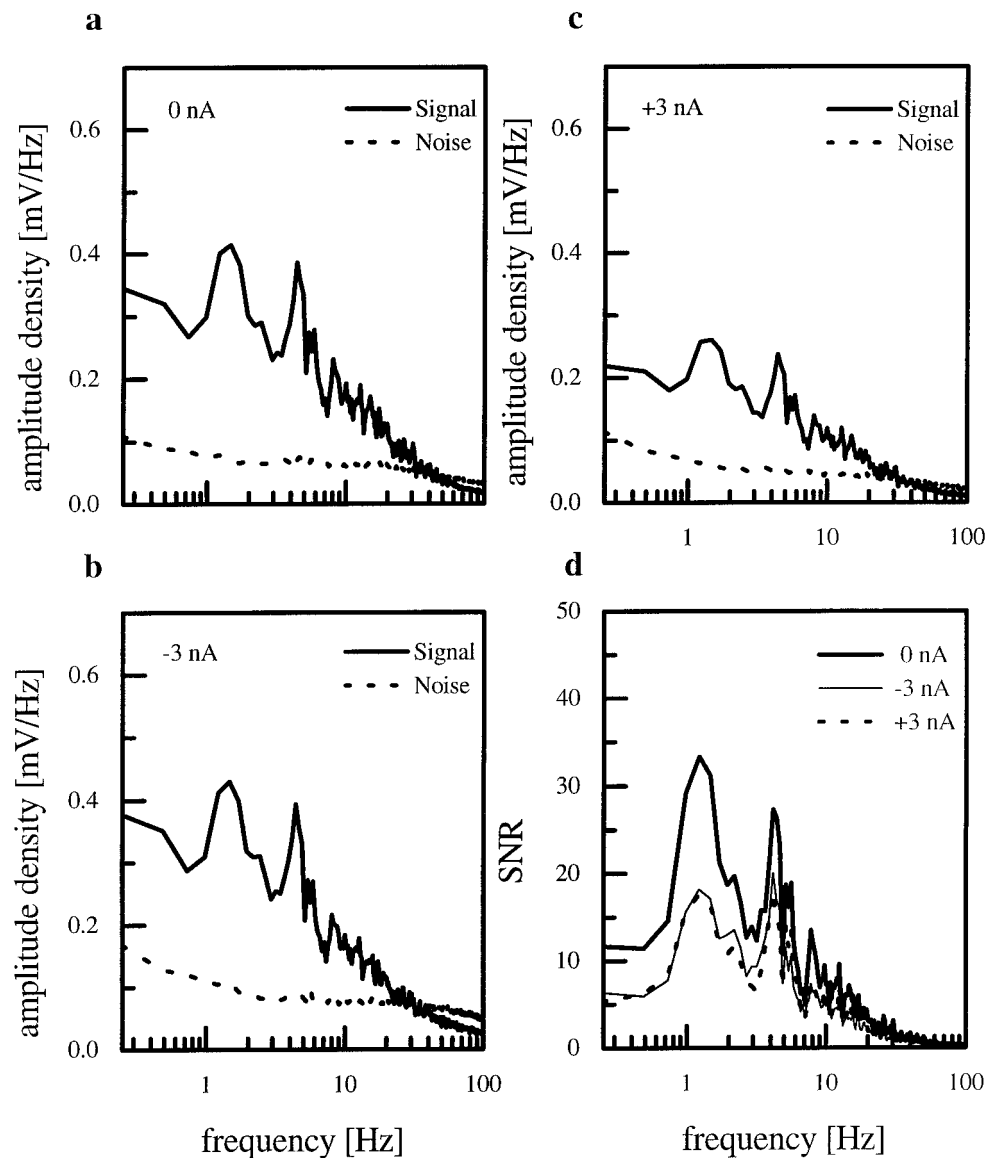 a
0 nA
Signal
Noise
amplitude density [mV/Hz]
0.6
0.4
0.2
0.0
1
10
b
-3 nA
Signal
Noise
amplitude density [mV/Hz]
0.6
0.4
0.2
0.0
1
10
100
frequency [Hz]
c
+3 nA
Signal
Noise
amplitude density [mV/Hz]
0.6
0.4
0.2
0.0
1
10
100
d
0 nA
-3 nA
+3 nA
SNR
50
40
30
20
10
0
1
10
100
frequency [Hz]